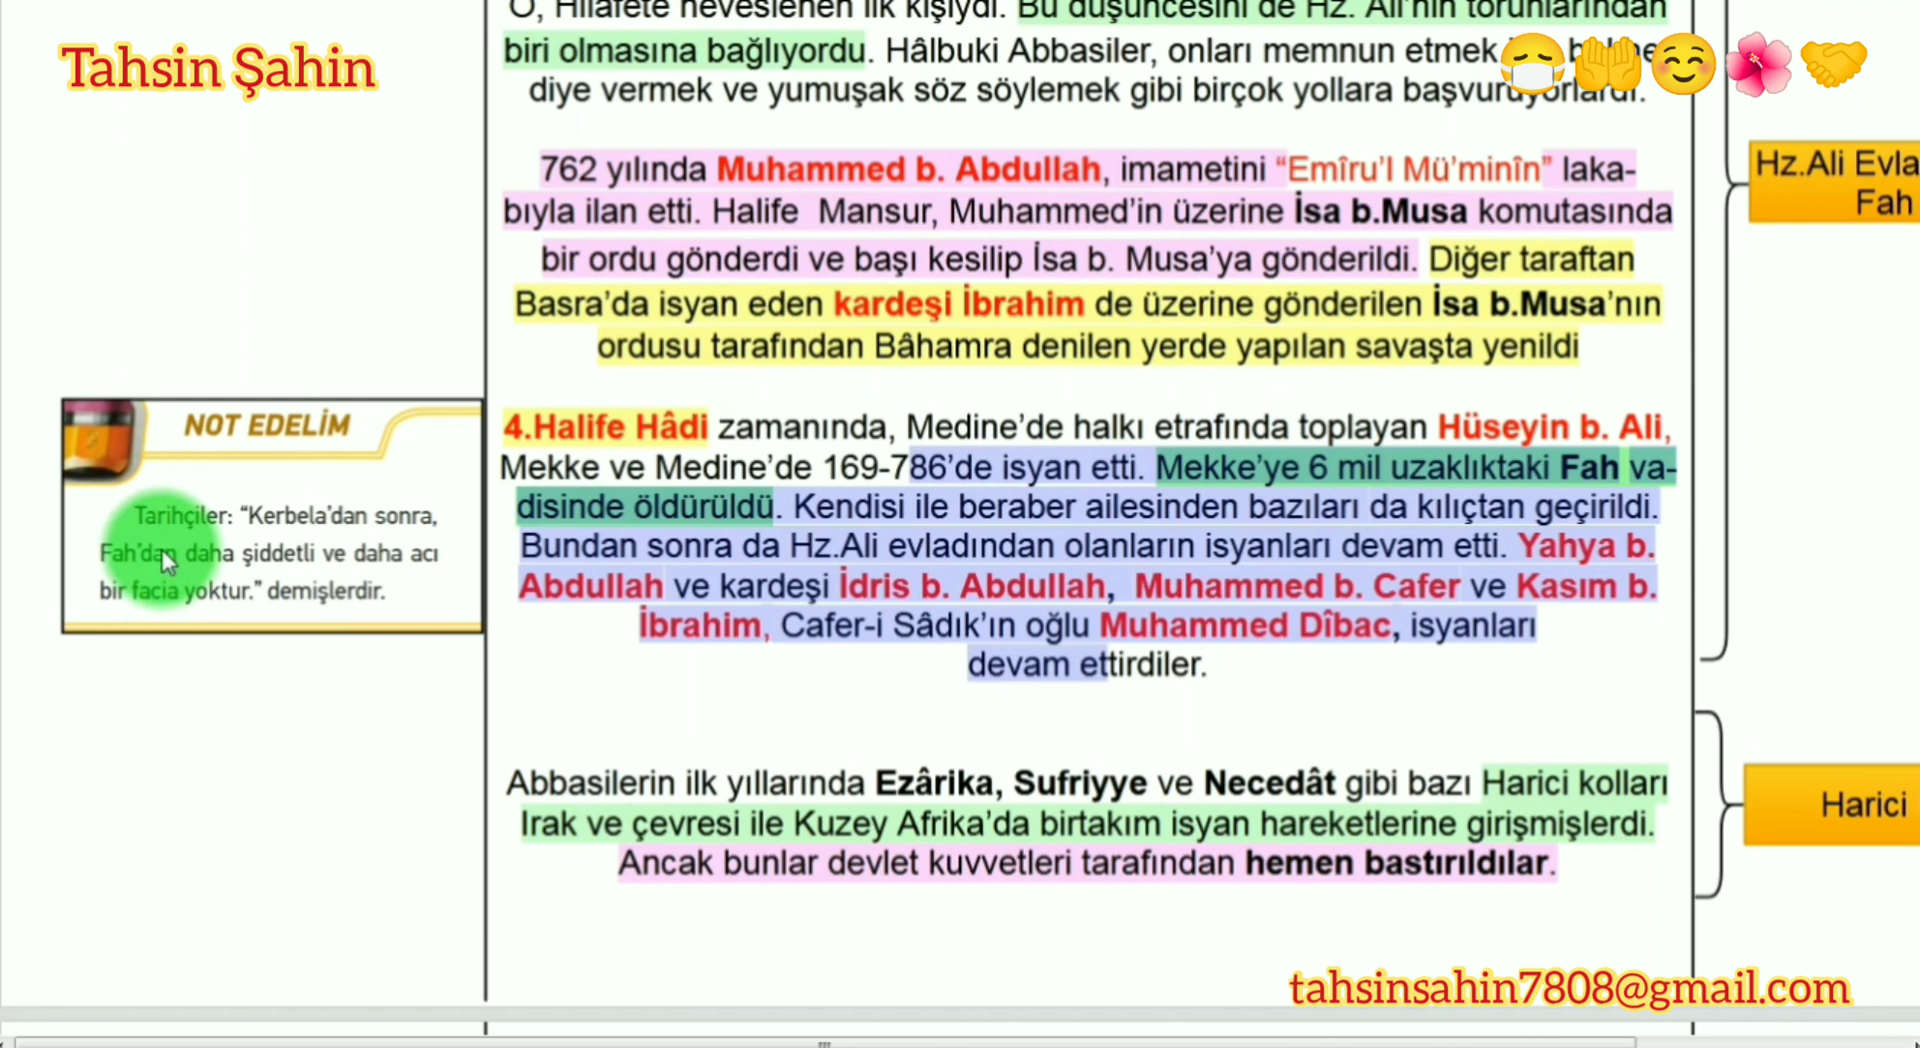 Tahsin Şahin
O, Hilafete heveslenen ilk kişiydi. Bu düşüncesini de Hz. Ali'nin torunlarından
biri olmasına bağlıyordu. Hâlbuki Abbasiler, onları memnun etmek
diye vermek ve yumuşak söz söylemek gibi birçok yollara başvuruyorlardı.
762 yılında Muhammed b. Abdullah, imametini “Emîru’l Mü’minîn” laka-
bıyla ilan etti. Halife Mansur, Muhammed’in üzerine İsa b.Musa komutasında
bir ordu gönderdi ve başı kesilip İsa b. Musa’ya gönderildi. Diğer taraftan
Basra’da isyan eden kardeşi İbrahim de üzerine gönderilen İsa b.Musa’nın
ordusu tarafından Bâhamra denilen yerde yapılan savaşta yenildi
4.Halife Hâdi zamanında, Medine’de halkı etrafında toplayan Hüseyin b. Ali,
Mekke ve Medine’de 169-786’de isyan etti. Mekke’ye 6 mil uzaklıktaki Fah va-
disinde öldürüldü. Kendisi ile beraber ailesinden bazıları da kılıçtan geçirildi.
Bundan sonra da Hz.Ali evladından olanların isyanları devam etti. Yahya b.
Abdullah ve kardeşi İdris b. Abdullah, Muhammed b. Cafer ve Kasım b.
İbrahim, Cafer-i Sâdık’ın oğlu Muhammed Dîbac, isyanları
devam ettirdiler.
Abbasilerin ilk yıllarında Ezârika, Sufriyye ve Necedât gibi bazı Harici kolları
Irak ve çevresi ile Kuzey Afrika’da birtakım isyan hareketlerine girişmişlerdi.
Ancak bunlar devlet kuvvetleri tarafından hemen bastırıldılar.
NOT EDELİM
Tarihçiler: “Kerbela’dan sonra,
Fah’dan daha şiddetli ve daha acı
bir facia yoktur.” demişlerdir.
Hz.Ali Evla
Fah
Harici
tahsinsahin7808@gmail.com